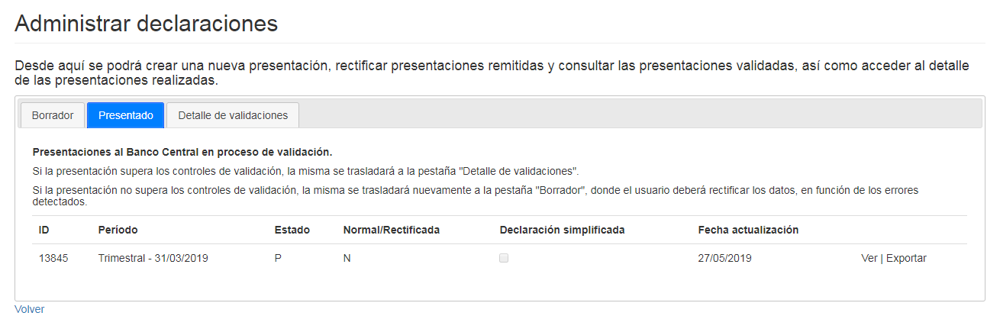 Administrar declaraciones
Desde aquí se podrá crear una nueva presentación, rectificar presentaciones remitidas y consultar las presentaciones validadas, así como acceder al detalle
de las presentaciones realizadas.
Borrador Presentado Detalle de validaciones
Presentaciones al Banco Central en proceso de validación.
Si la presentación supera los controles de validación, la misma se trasladará a la pestaña "Detalle de validaciones".
Si la presentación no supera los controles de validación, la misma se trasladará nuevamente a la pestaña "Borrador", donde el usuario deberá rectificar los datos, en función de los errores
detectados.
ID Período Estado Normal/Rectificada Declaración simplificada Fecha actualización
13845 Trimestral - 31/03/2019 P N 27/05/2019 Ver | Exportar
Volver